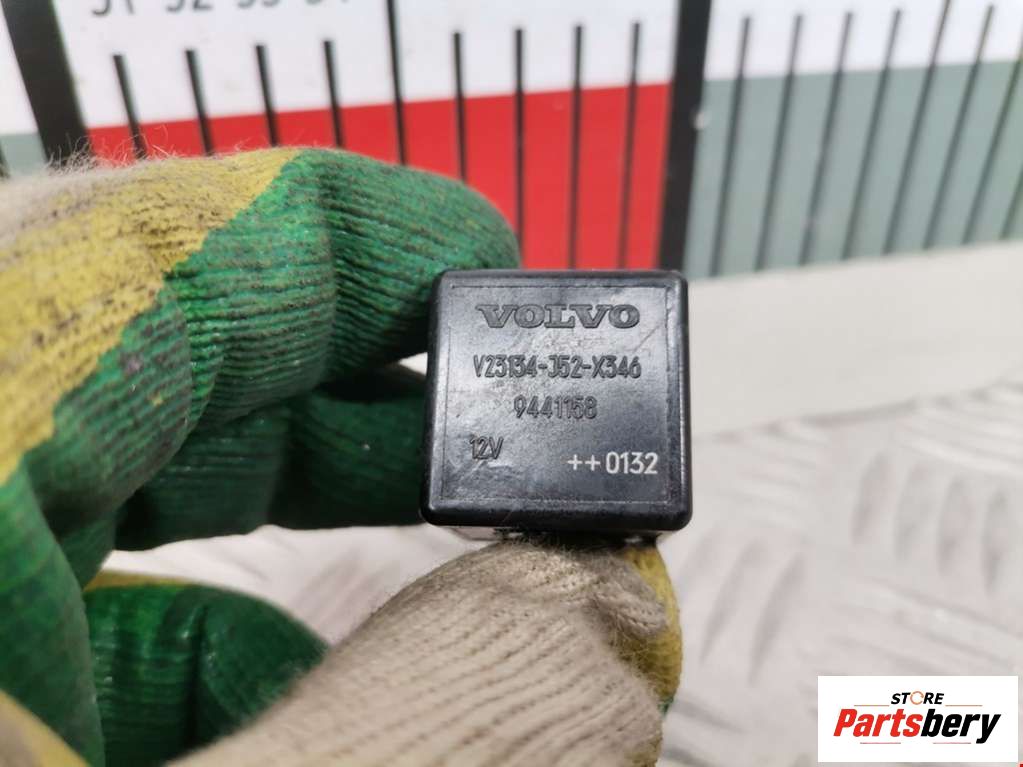 VOLVO
V23134-J52-X346
9441158
12V
++0132
STORE
Partsbery